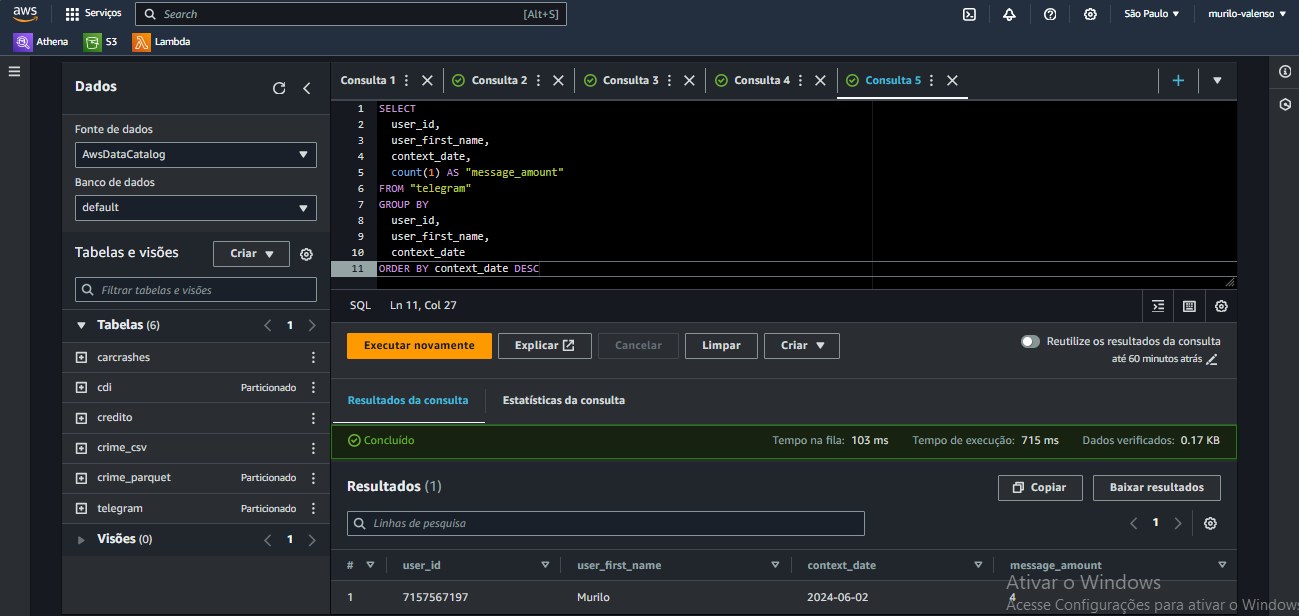 aws
Serviços
Search
[Alt+S]
São Paulo
murilo-valenso
Athena
S3
Lambda
Dados
Fonte de dados
AwsDataCatalog
Banco de dados
default
Tabelas e visões
Criar
Filtrar tabelas e visões
Tabelas (6)
1
carcrashes
cdi
Particionado
credito
crime_csv
crime_parquet
Particionado
telegram
Particionado
Visões (0)
1
Consulta 1
Consulta 2
Consulta 3
Consulta 4
Consulta 5
1 SELECT
2 user_id,
3 user_first_name,
4 context_date,
5 count(1) AS "message_amount"
6 FROM "telegram"
7 GROUP BY
8 user_id,
9 user_first_name,
10 context_date
11 ORDER BY context_date DESC
SQL
Ln 11, Col 27
Executar novamente
Explicar
Cancelar
Limpar
Criar
Reutilize os resultados da consulta
até 60 minutos atrás
Resultados da consulta
Estatísticas da consulta
Concluído
Tempo na fila: 103 ms
Tempo de execução: 715 ms
Dados verificados: 0.17 KB
Resultados (1)
Copiar
Baixar resultados
Linhas de pesquisa
1
# user_id user_first_name context_date message_amount
1 7157567197 Murilo 2024-06-02 4
Ativar o Windows
Acesse Configurações para ativar o Windows